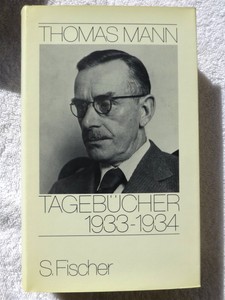 THOMAS MANN
TAGEBÜCHER
1933-1934
S. Fischer